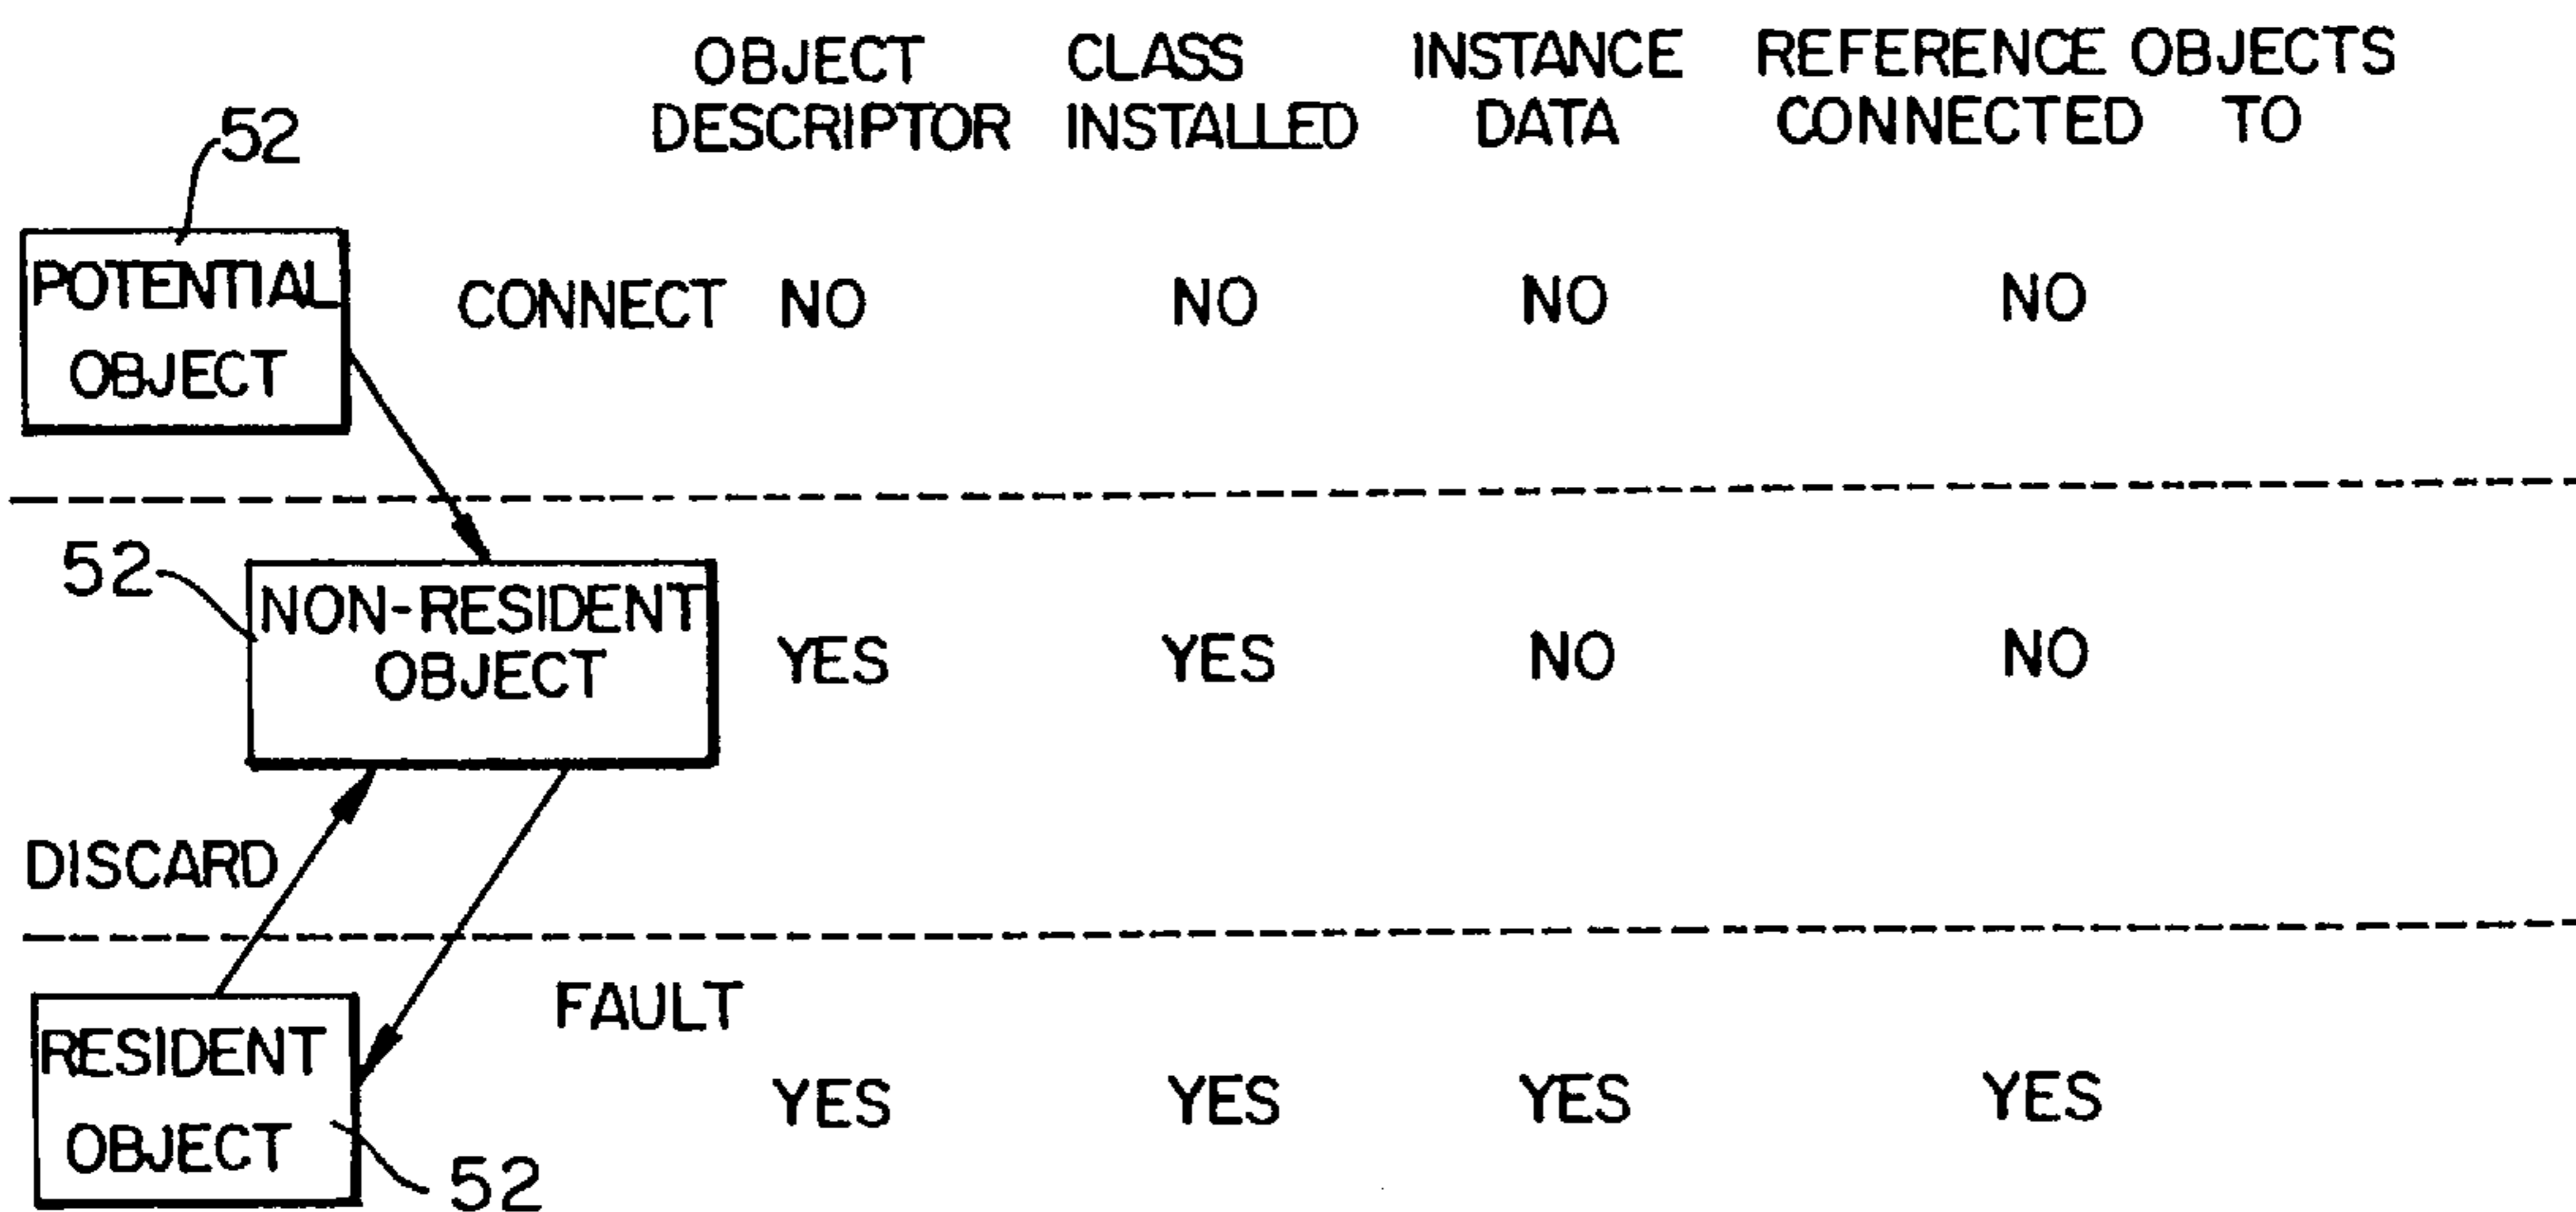 OBJECT CLASS INSTANCE REFERENCE OBJECTS
DESCRIPTOR INSTALLED DATA CONNECTED TO
52
POTENTIAL
OBJECT
CONNECT NO NO NO NO
52
NON-RESIDENT
OBJECT
YES YES NO NO
DISCARD
FAULT
RESIDENT
OBJECT
YES YES YES YES
52